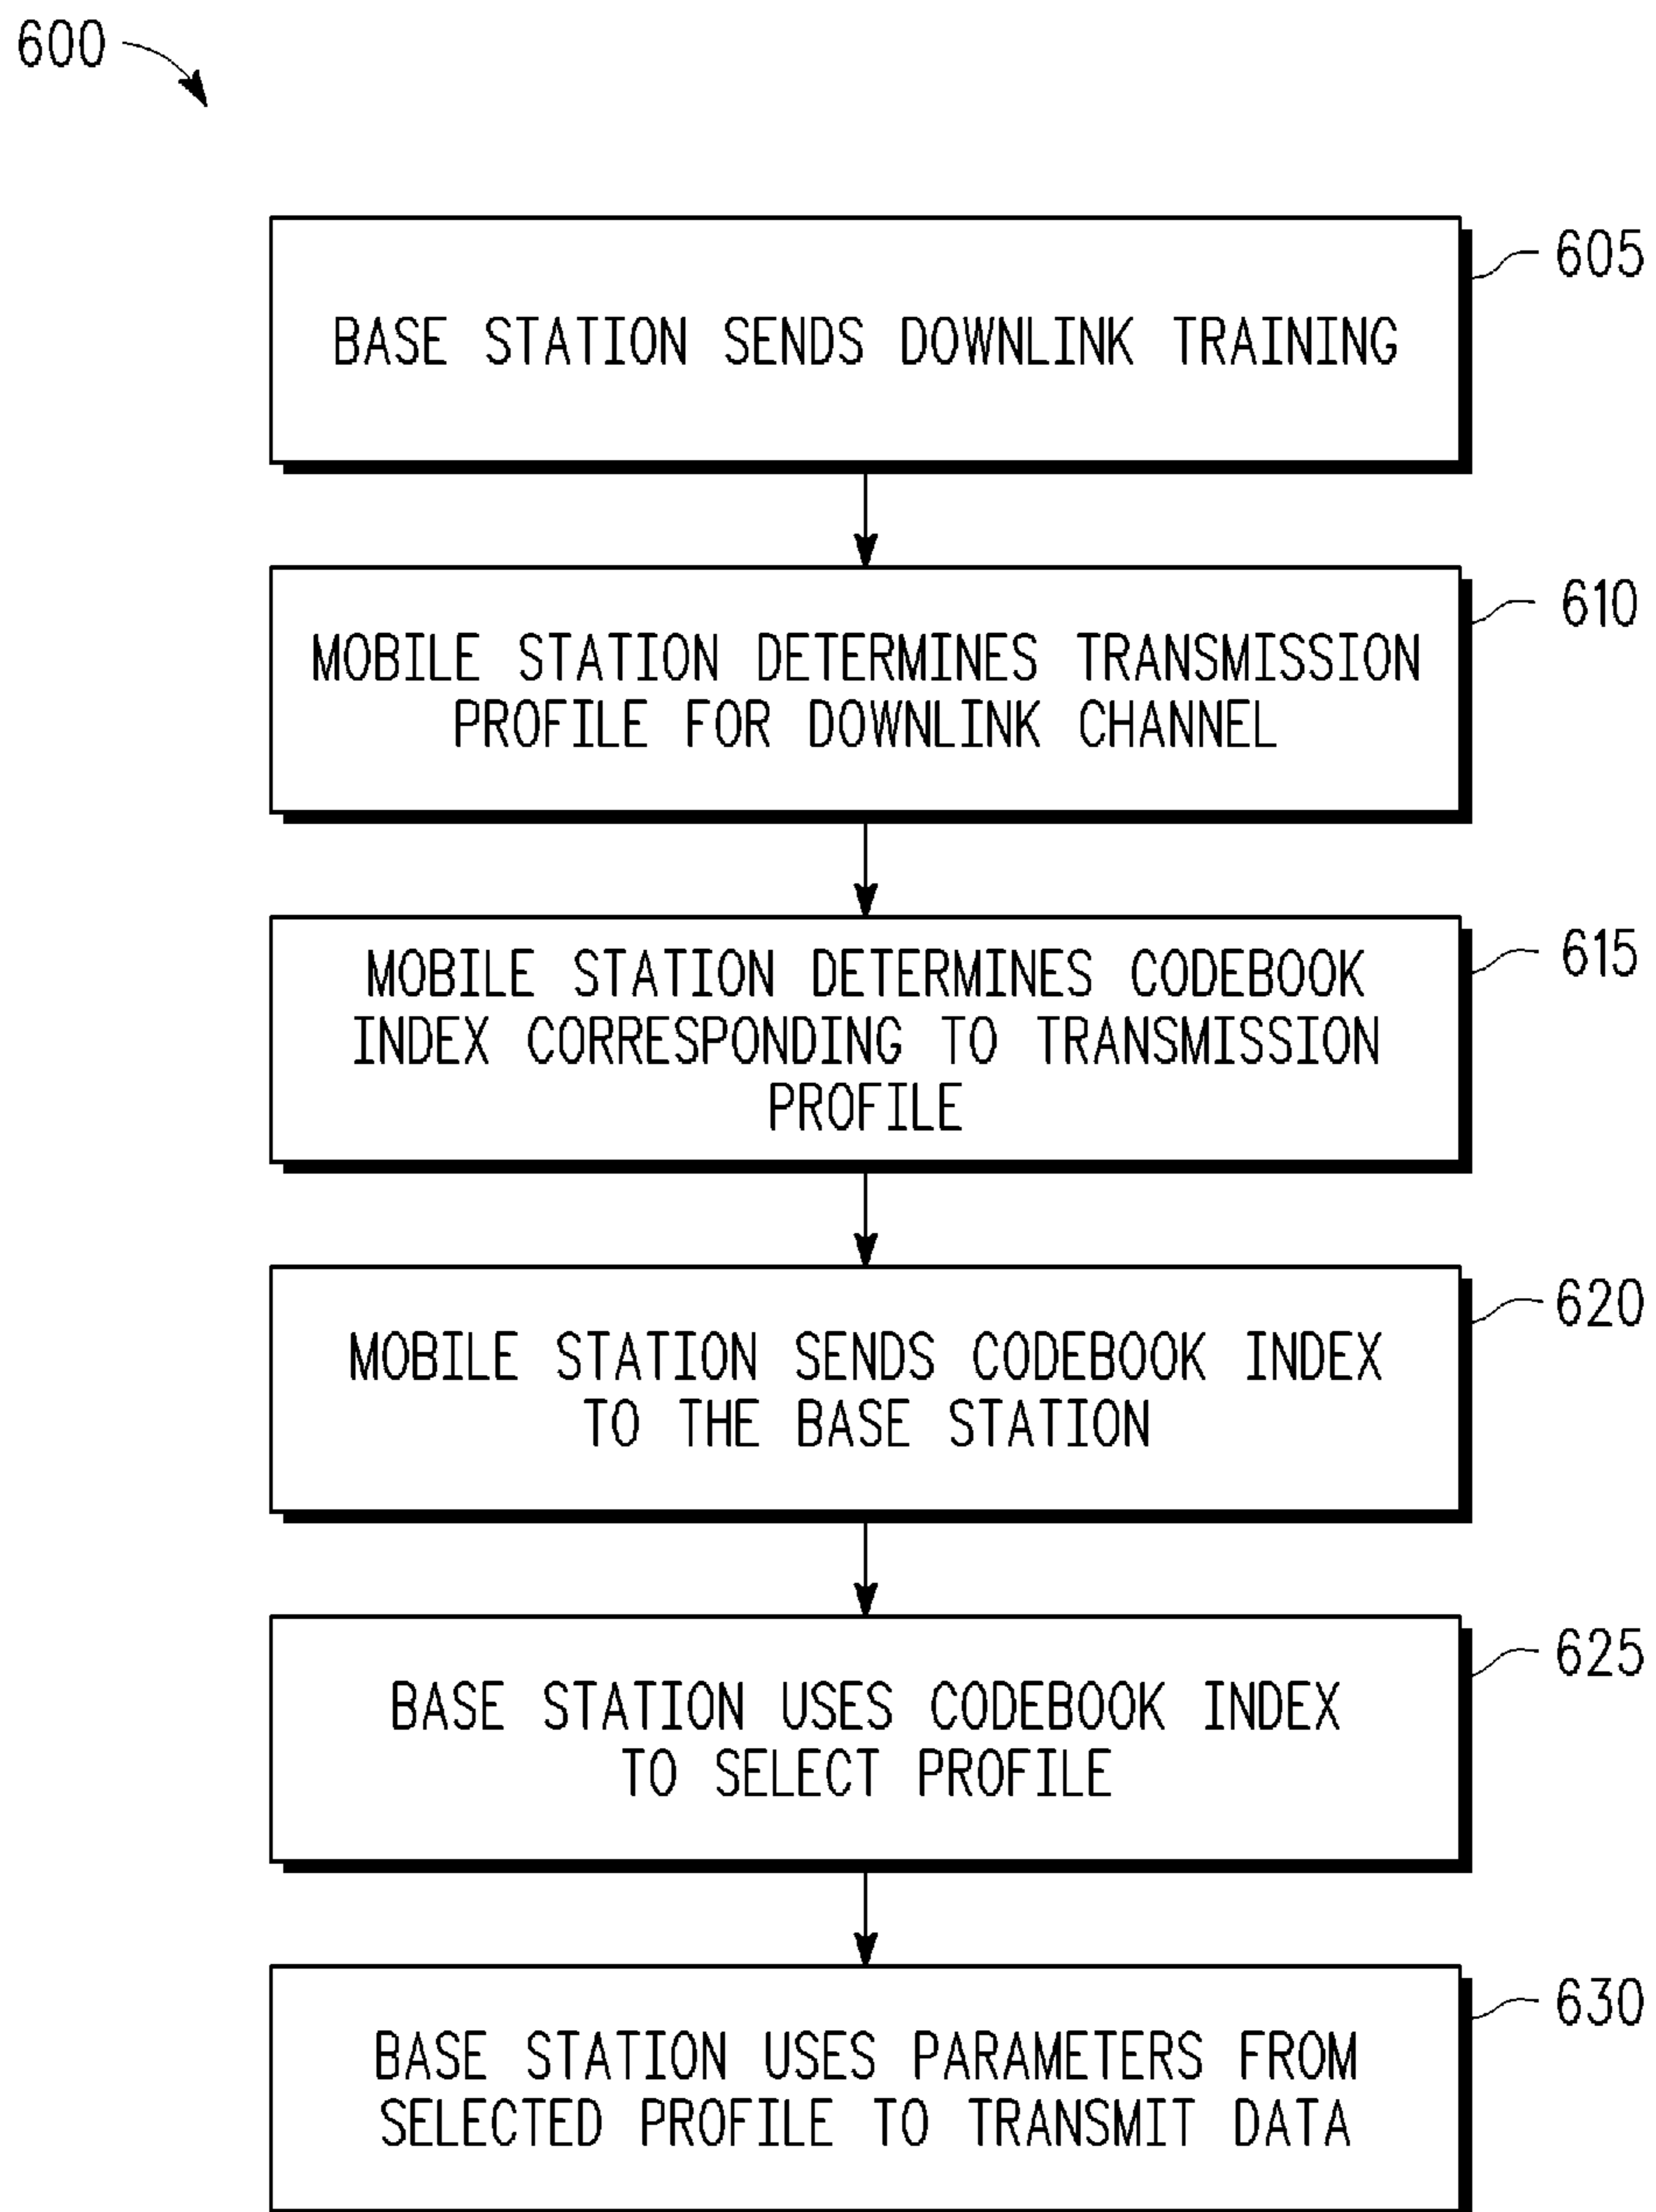 600
BASE STATION SENDS DOWNLINK TRAINING
605
MOBILE STATION DETERMINES TRANSMISSION
PROFILE FOR DOWNLINK CHANNEL
610
MOBILE STATION DETERMINES CODEBOOK
INDEX CORRESPONDING TO TRANSMISSION
PROFILE
615
MOBILE STATION SENDS CODEBOOK INDEX
TO THE BASE STATION
620
BASE STATION USES CODEBOOK INDEX
TO SELECT PROFILE
625
BASE STATION USES PARAMETERS FROM
SELECTED PROFILE TO TRANSMIT DATA
630